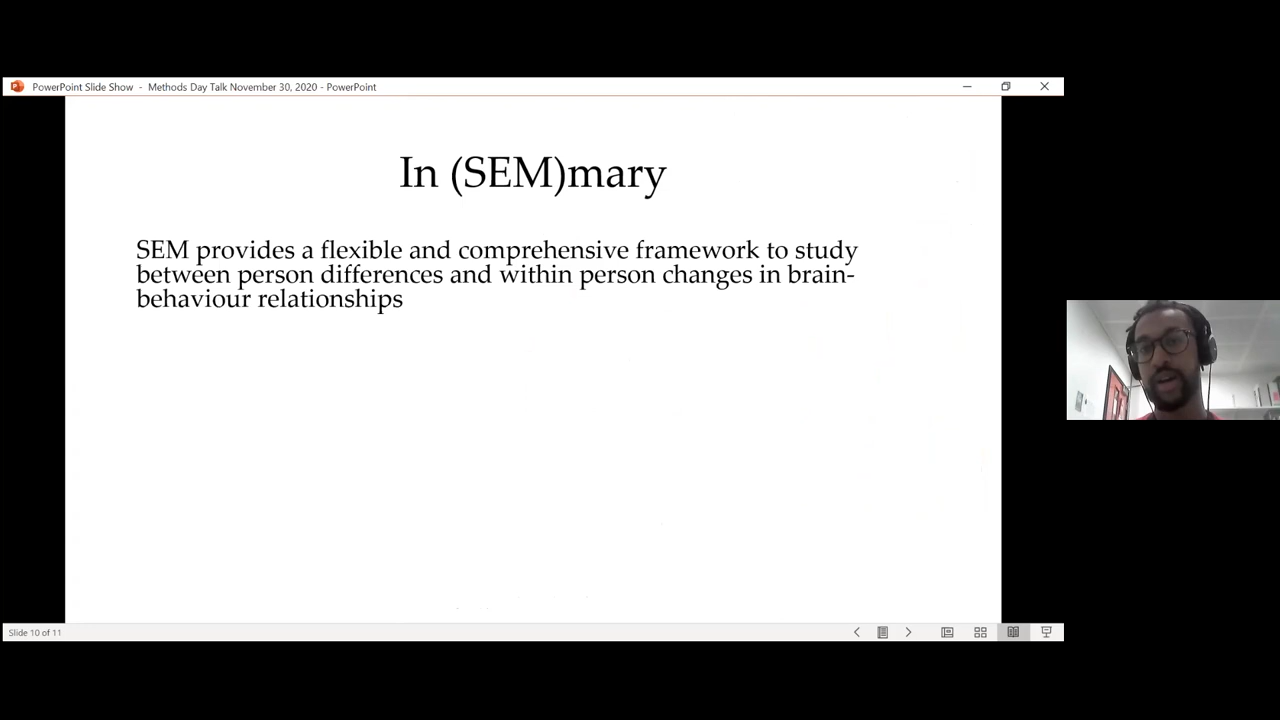 PowerPoint Slide Show - Methods Day Talk November 30, 2020 - PowerPoint
In (SEM)mary
SEM provides a flexible and comprehensive framework to study
between person differences and within person changes in brain-
behaviour relationships
Slide 10 of 11